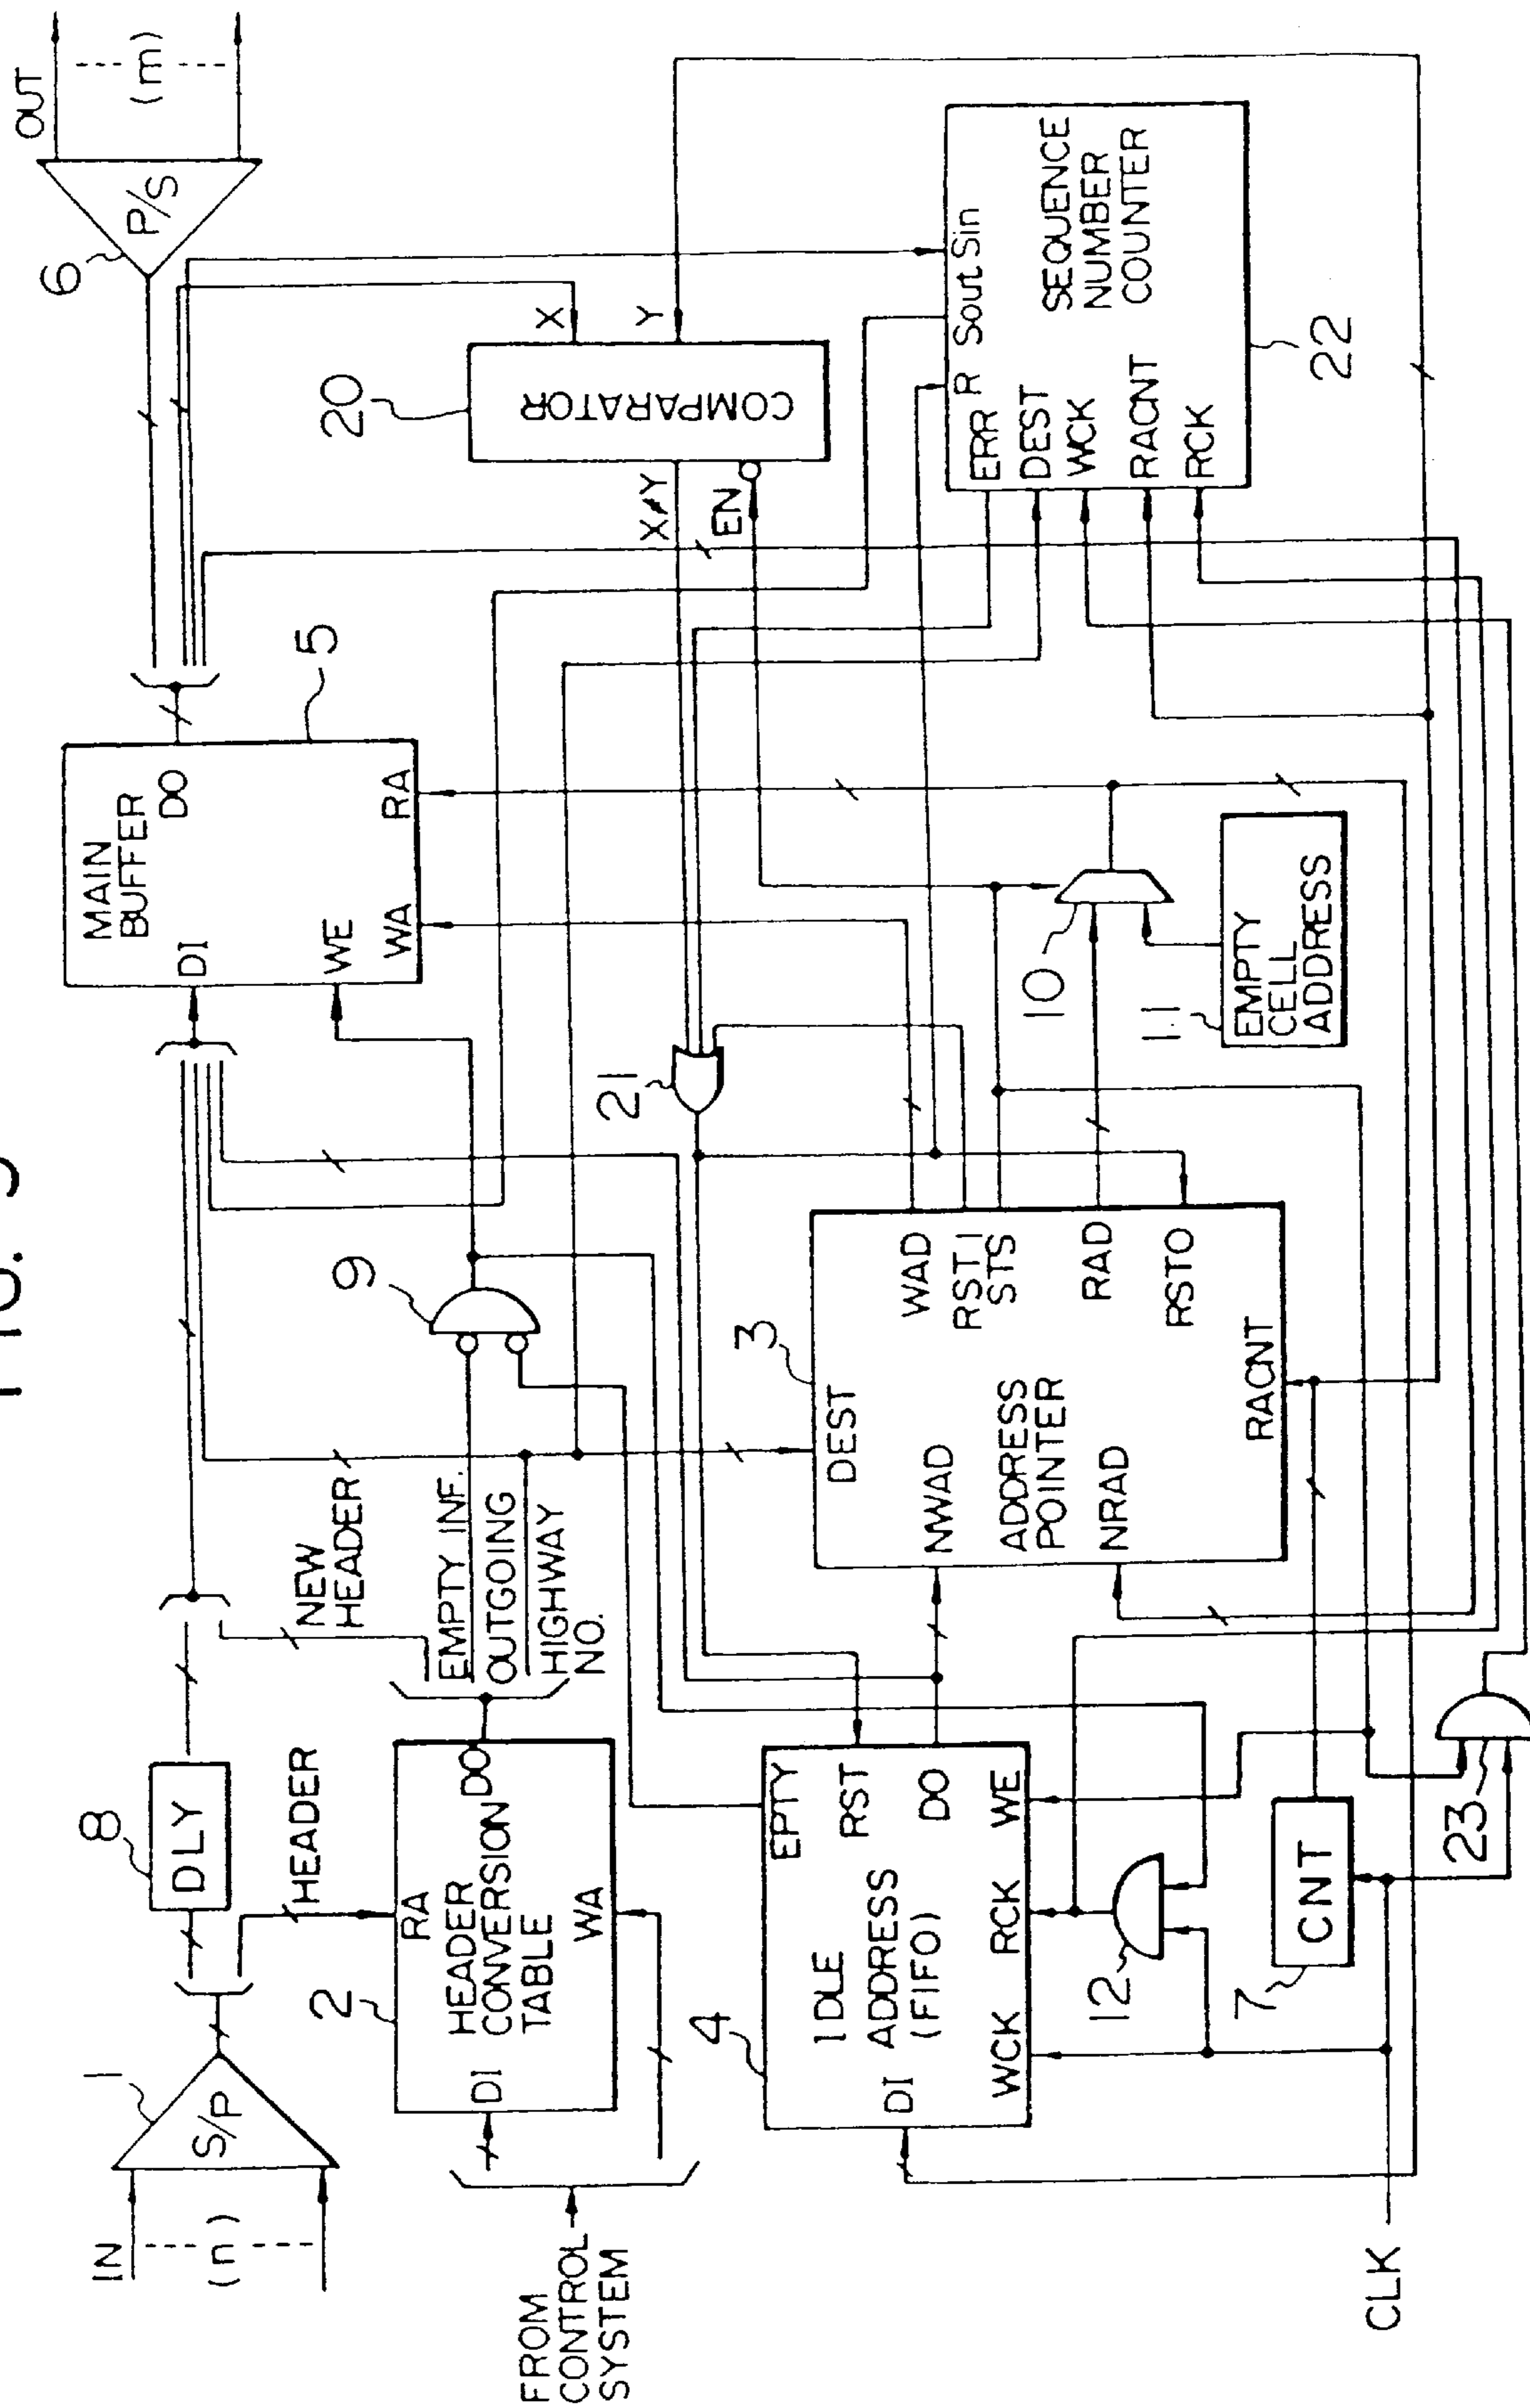 FIG. 5
IN
(n)
1
S/P
8
DLY
HEADER
2
RA
HEADER
CONVERSION
TABLE
DI
DO
WA
FROM
CONTROL
SYSTEM
NEW
HEADER
EMPTY INF.
OUTGOING
HIGHWAY
NO.
9
MAIN
BUFFER
DI
DO
WE
WA
RA
5
6
P/S
OUT
(m)
20
COMPARATOR
X
Y
X≠Y
EN
21
4
EPTY
RST
DO
IDLE
ADDRESS
(FIFO)
DI
WCK
RCK
WE
12
3
DEST
NWAD
ADDRESS
POINTER
NRAD
WAD
RST I
STS
RAD
RSTO
RACNT
10
11
EMPTY
CELL
ADDRESS
R
Sout
Sin
ERR
DEST
WCK
RACNT
RCK
SEQUENCE
NUMBER
COUNTER
22
7
CNT
23
CLK